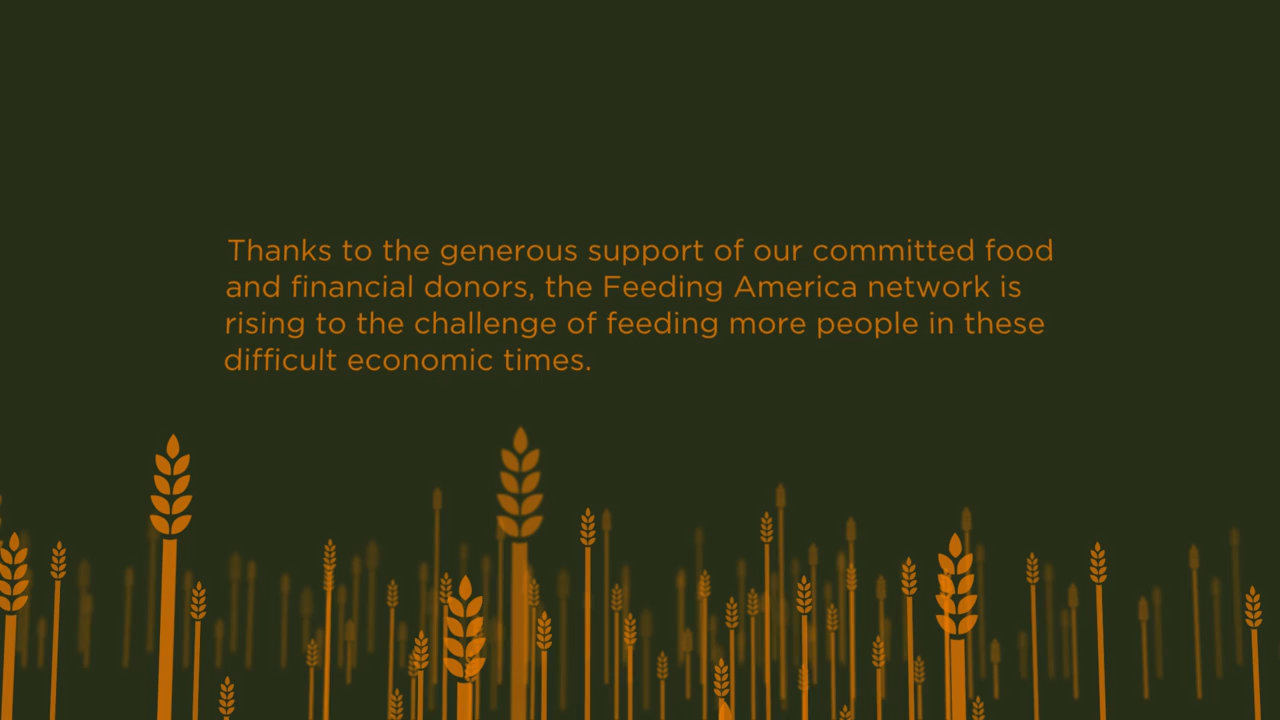 Thanks to the generous support of our committed food
and financial donors, the Feeding America network is
rising to the challenge of feeding more people in these
difficult economic times.